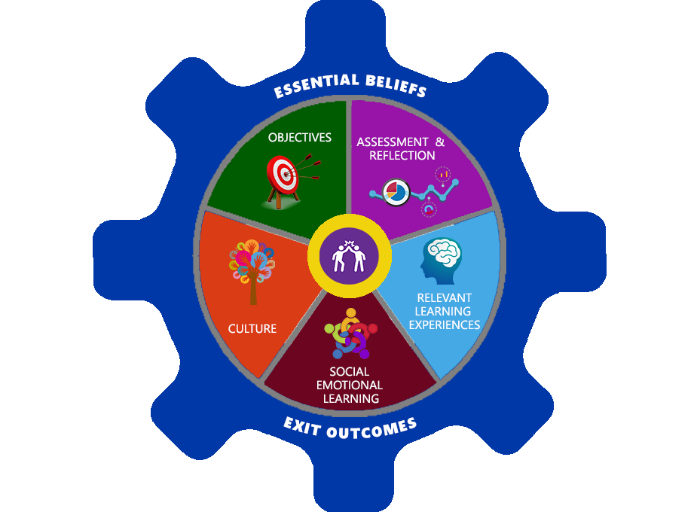 ESSENTIAL BELIEFS
OBJECTIVES
ASSESSMENT &
REFLECTION
RELEVANT
LEARNING
EXPERIENCES
CULTURE
SOCIAL
EMOTIONAL
LEARNING
EXIT OUTCOMES